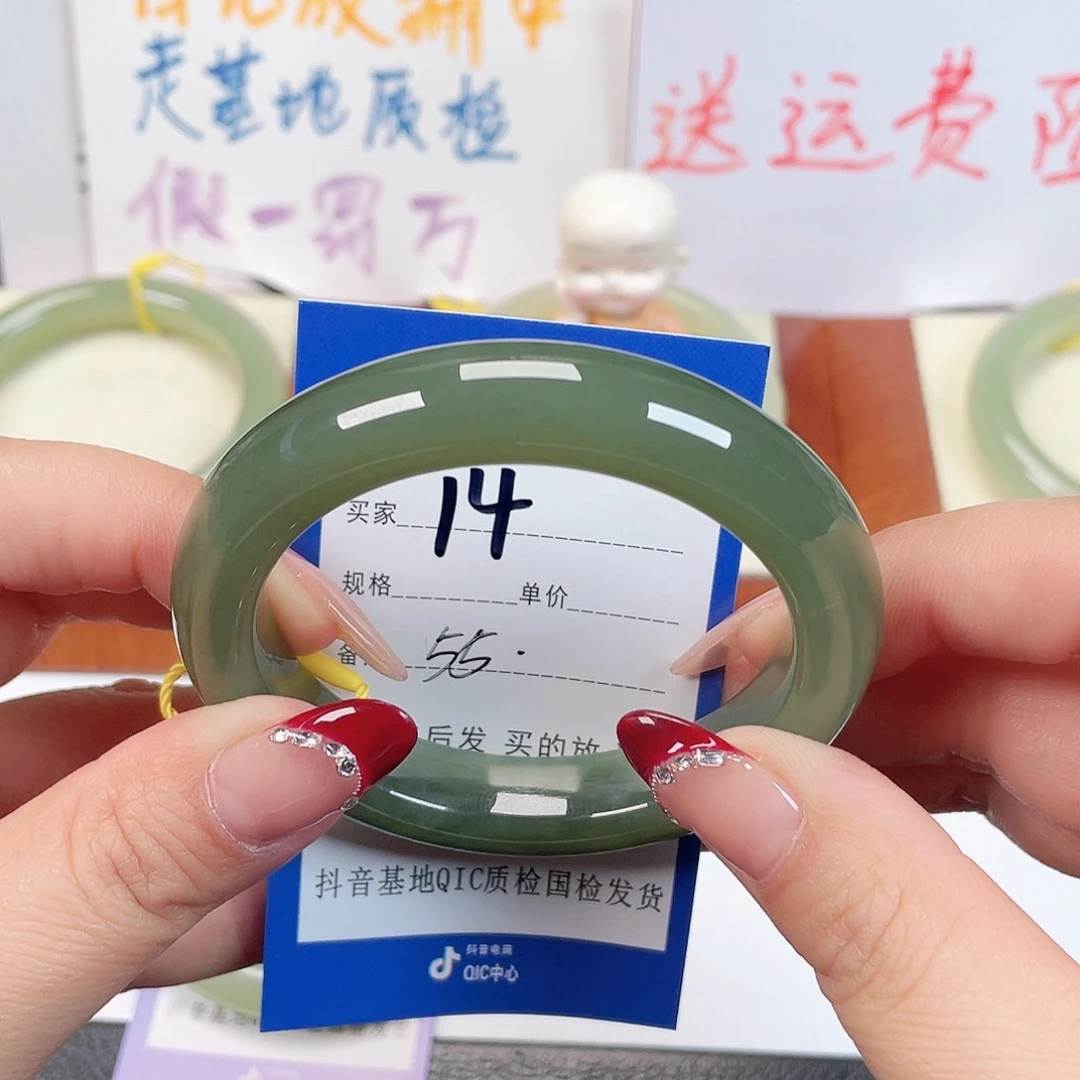 走基地质检
假一罚万
送运费险
买家 14
规格 单价
备 55.
后发 买的放
抖音基地QIC质检国检发货
抖音电商
QIC中心